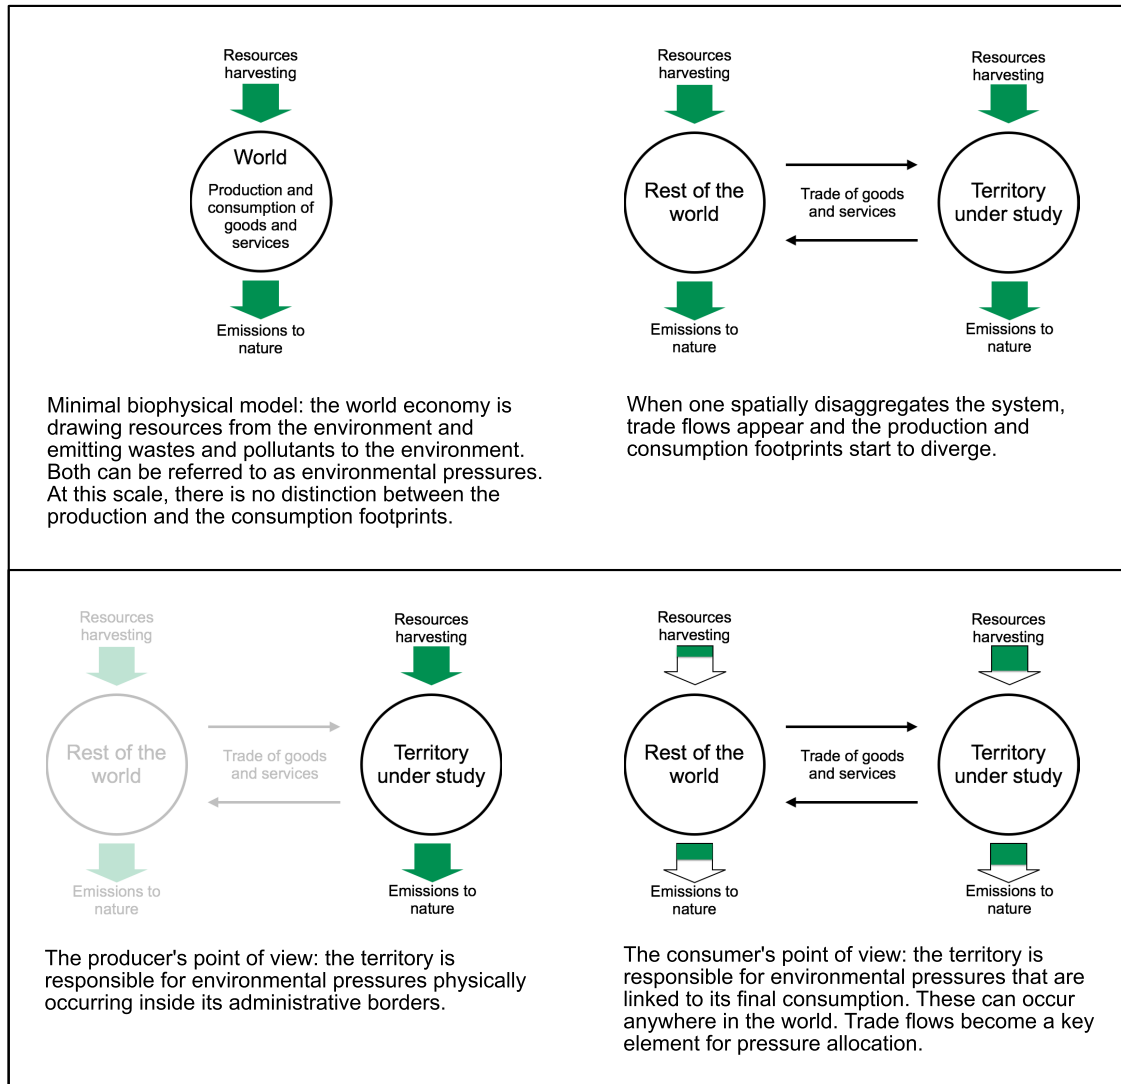 Resources
harvesting
World
Production and
consumption of
goods and
services
Emissions to
nature
Minimal biophysical model: the world economy is
drawing resources from the environment and
emitting wastes and pollutants to the environment.
Both can be referred to as environmental pressures.
At this scale, there is no distinction between the
production and the consumption footprints.
Resources
harvesting
Rest of the
world
Emissions to
nature
Trade of goods
and services
Resources
harvesting
Territory
under study
Emissions to
nature
When one spatially disaggregates the system,
trade flows appear and the production and
consumption footprints start to diverge.
Resources
harvesting
Rest of the
world
Emissions to
nature
Trade of goods
and services
Resources
harvesting
Territory
under study
Emissions to
nature
The producer's point of view: the territory is
responsible for environmental pressures physically
occurring inside its administrative borders.
Resources
harvesting
Rest of the
world
Emissions to
nature
Trade of goods
and services
Resources
harvesting
Territory
under study
Emissions to
nature
The consumer's point of view: the territory is
responsible for environmental pressures that are
linked to its final consumption. These can occur
anywhere in the world. Trade flows become a key
element for pressure allocation.